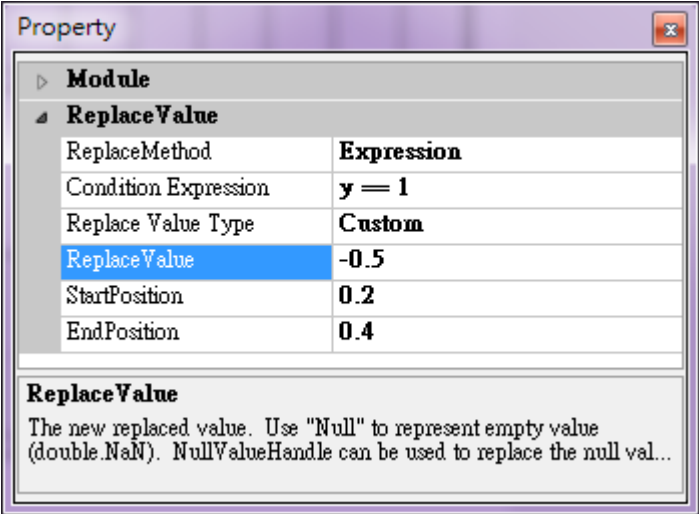 Property
Module
ReplaceValue
ReplaceMethod Expression
Condition Expression y == 1
Replace Value Type Custom
ReplaceValue -0.5
StartPosition 0.2
EndPosition 0.4
ReplaceValue
The new replaced value. Use "Null" to represent empty value
(double.NaN). NullValueHandle can be used to replace the null val...